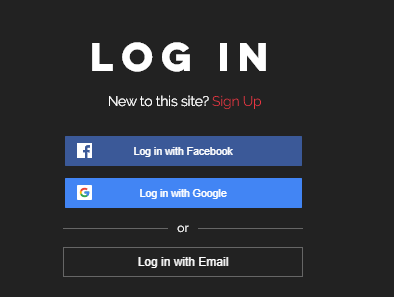 LOG IN
New to this site? Sign Up
Log in with Facebook
Log in with Google
or
Log in with Email